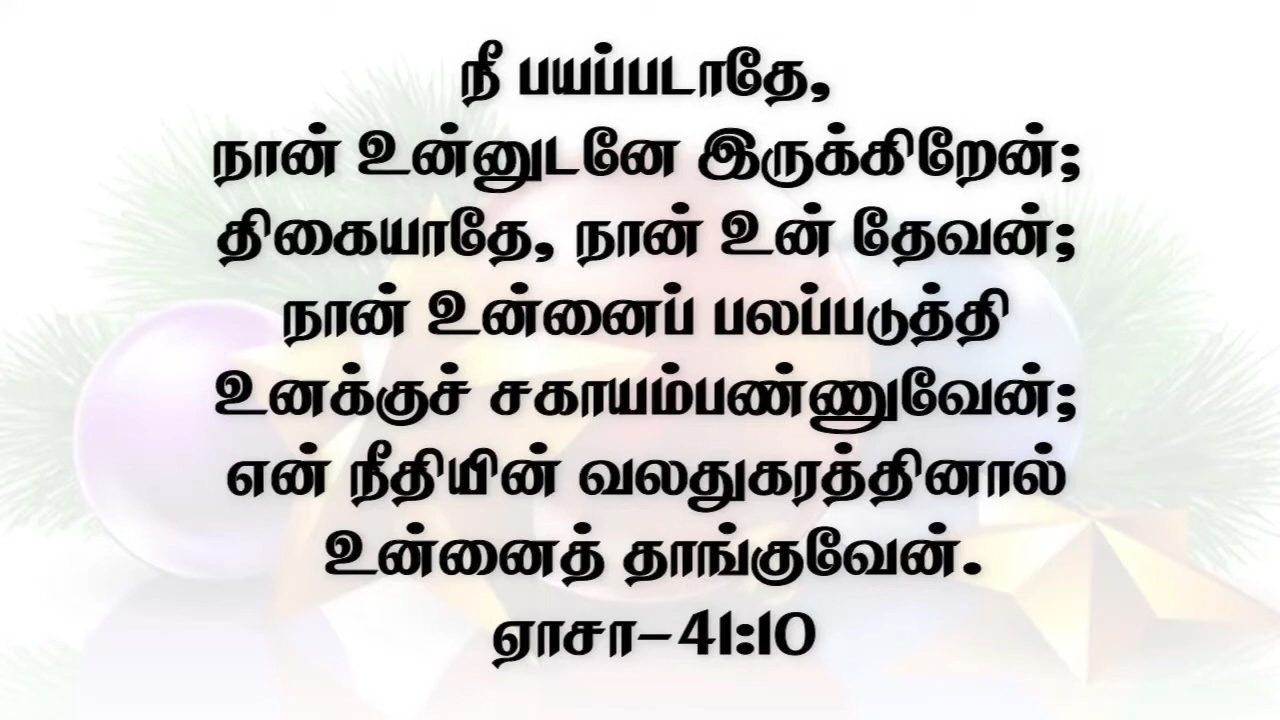 நீ பயப்படாதே,
நான் உன்னுடனே இருக்கிறேன்;
திகையாதே, நான் உன் தேவன்;
நான் உன்னைப் பலப்படுத்தி
உனக்குச் சகாயம்பண்ணுவேன்;
என் நீதியின் வலதுகரத்தினால்
உன்னைத் தாங்குவேன்.
ஏாசா-41:10